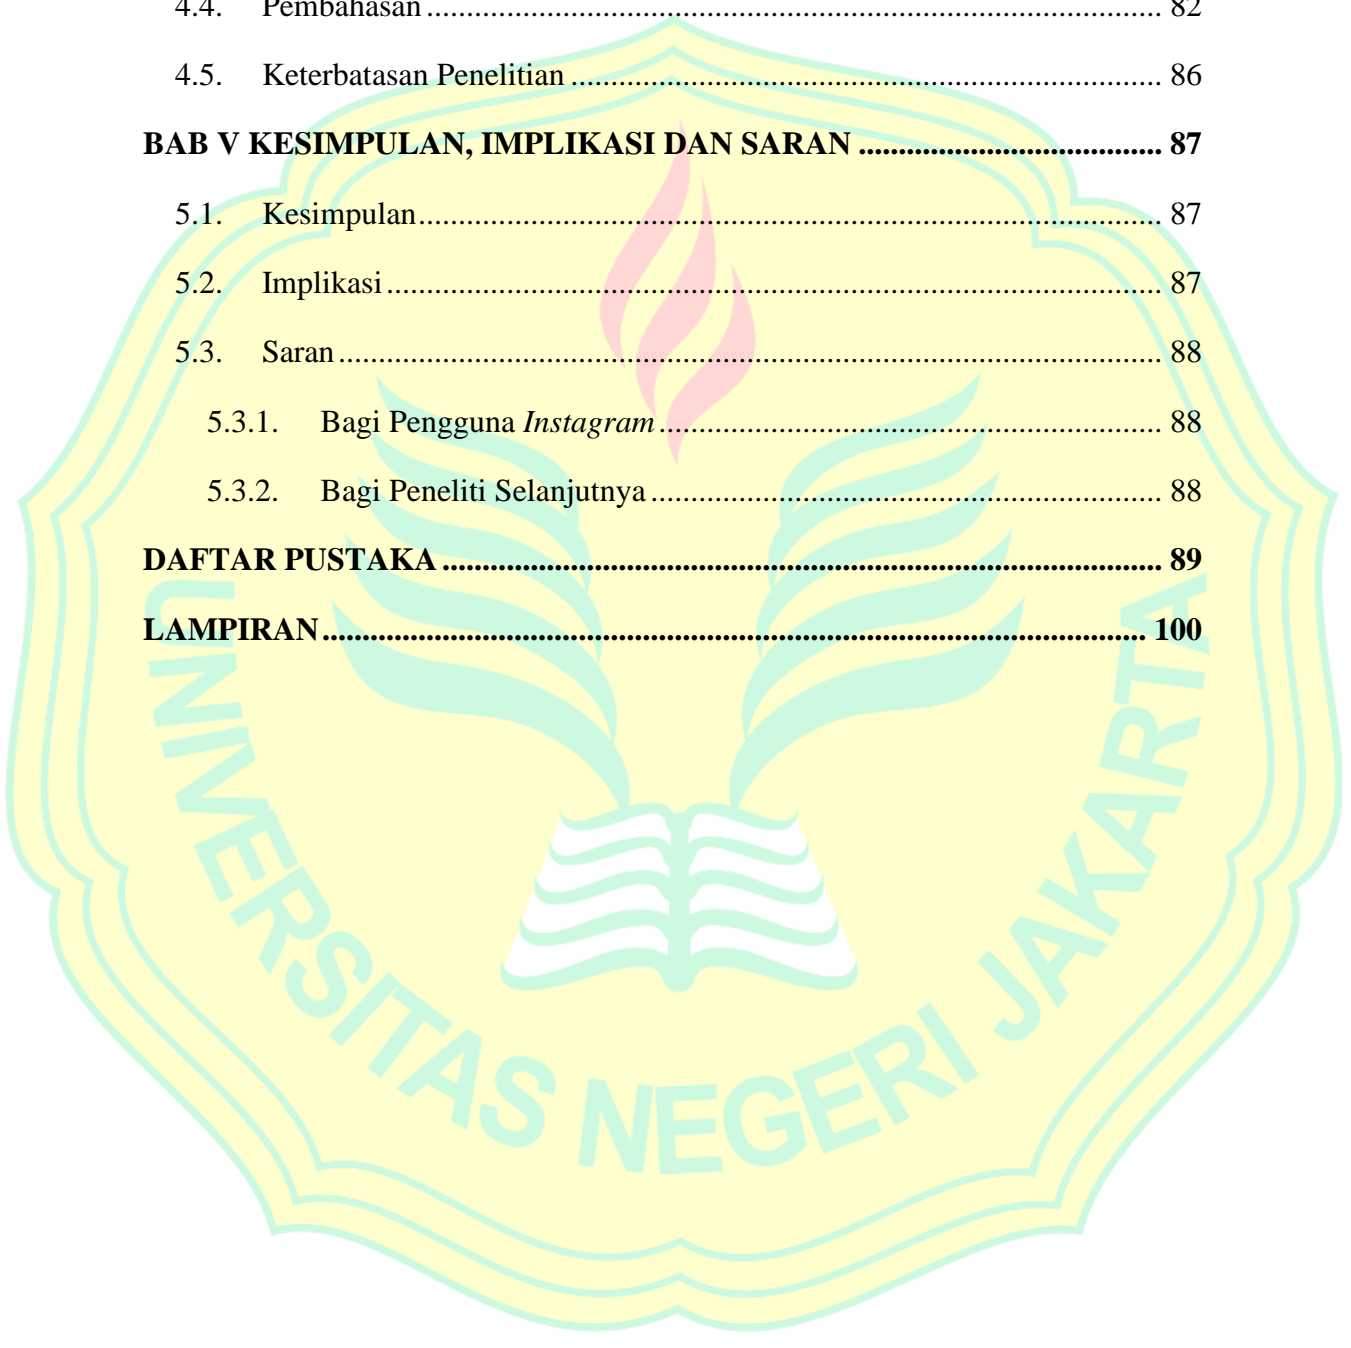 4.4. Pembahasan ........................................................................................ 82
4.5. Keterbatasan Penelitian ........................................................................ 86
BAB V KESIMPULAN, IMPLIKASI DAN SARAN ...................................... 87
5.1. Kesimpulan ........................................................................................ 87
5.2. Implikasi ........................................................................................... 87
5.3. Saran ................................................................................................ 88
5.3.1. Bagi Pengguna Instagram ................................................................ 88
5.3.2. Bagi Peneliti Selanjutnya ................................................................. 88
DAFTAR PUSTAKA ................................................................................ 89
LAMPIRAN ........................................................................................... 100
UNIVERSITAS NEGERI JAKARTA